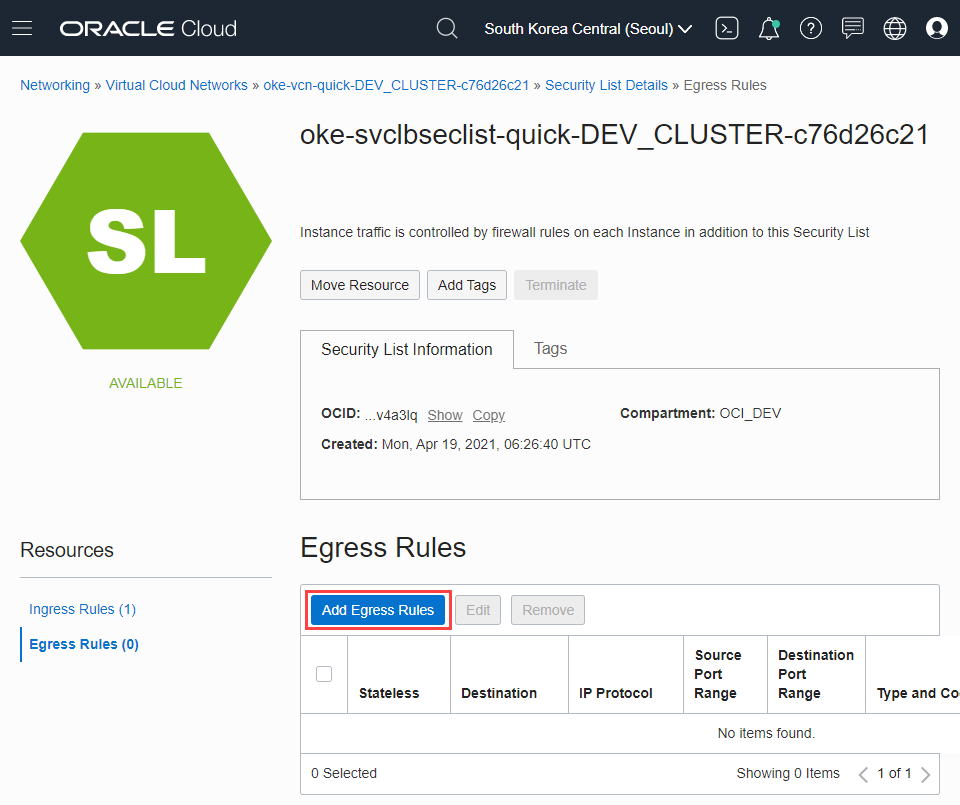 ORACLE Cloud
South Korea Central (Seoul)
Networking » Virtual Cloud Networks » oke-vcn-quick-DEV_CLUSTER-c76d26c21 » Security List Details » Egress Rules
SL
AVAILABLE
oke-svclbseclist-quick-DEV_CLUSTER-c76d26c21
Instance traffic is controlled by firewall rules on each Instance in addition to this Security List
Move Resource Add Tags Terminate
Security List Information Tags
OCID: ...v4a3lq Show Copy Compartment: OCI_DEV
Created: Mon, Apr 19, 2021, 06:26:40 UTC
Resources
Ingress Rules (1)
Egress Rules (0)
Egress Rules
Add Egress Rules Edit Remove
Stateless Destination IP Protocol Source Port Range Destination Port Range Type and Co
No items found.
0 Selected Showing 0 Items 1 of 1